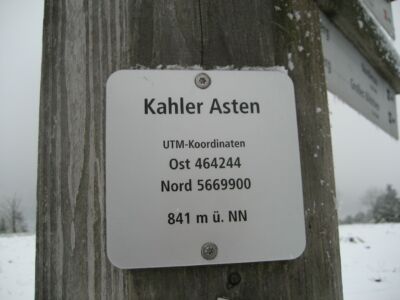 Kahler Asten
UTM-Koordinaten
Ost 464244
Nord 5669900
841 m ü. NN